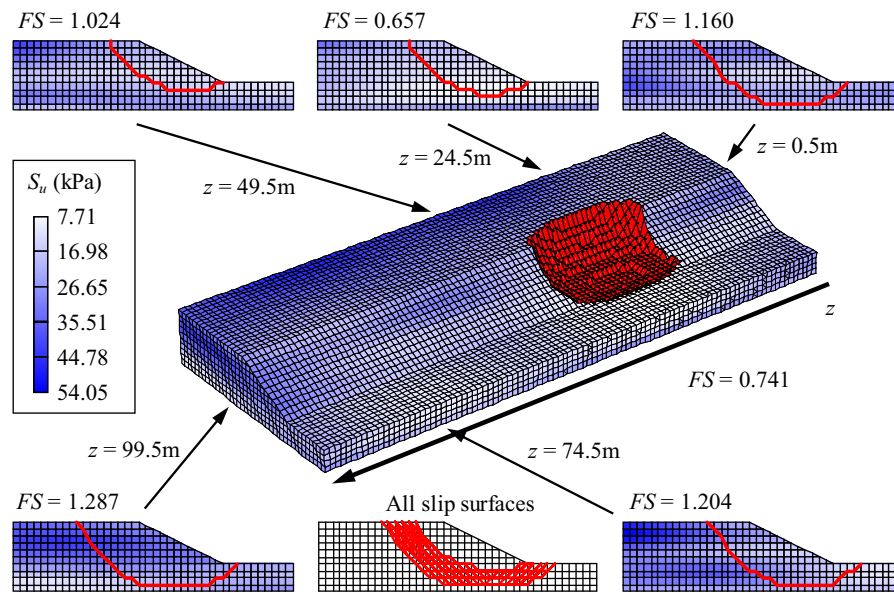 FS = 1.024
FS = 0.657
FS = 1.160
z = 49.5m
z = 24.5m
z = 0.5m
S_u (kPa)
7.71
16.98
26.65
35.51
44.78
54.05
z
FS = 0.741
z = 99.5m
z = 74.5m
FS = 1.287
All slip surfaces
FS = 1.204